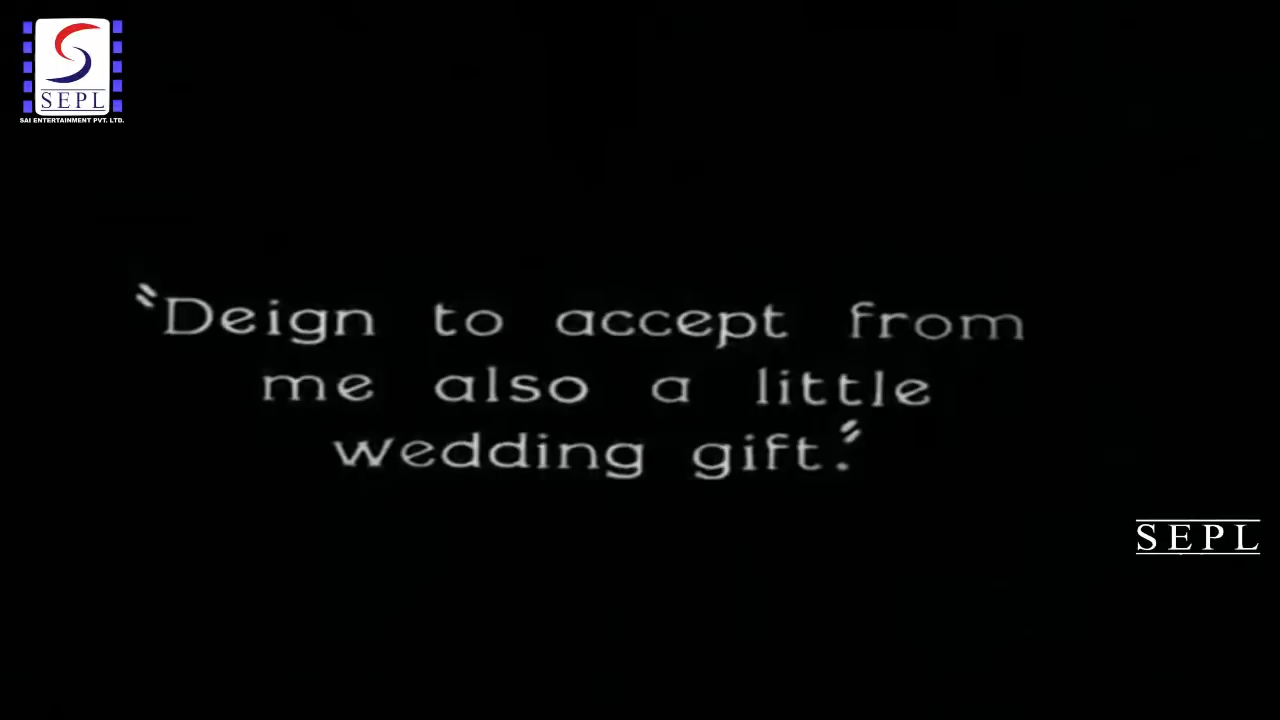 SEPL
SAI ENTERTAINMENT PVT. LTD.
"Deign to accept from
me also a little
wedding gift."
SEPL